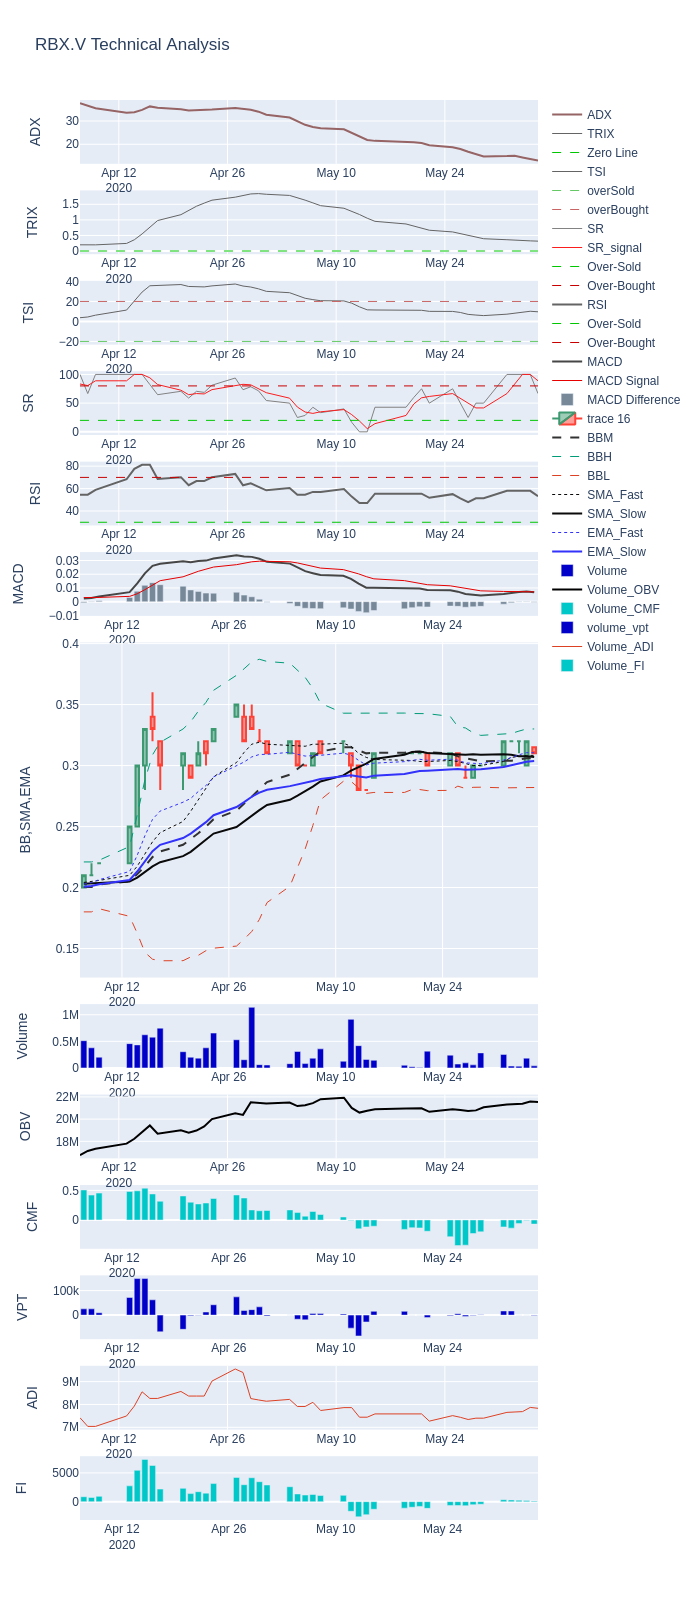 RBX.V Technical Analysis
ADX
30
20
Apr 12
2020
Apr 26
May 10
May 24
TRIX
1.5
1
0.5
0
Apr 12
2020
Apr 26
May 10
May 24
TSI
40
20
0
−20
Apr 12
2020
Apr 26
May 10
May 24
SR
100
50
0
Apr 12
2020
Apr 26
May 10
May 24
RSI
80
60
40
Apr 12
2020
Apr 26
May 10
May 24
MACD
0.03
0.02
0.01
0
−0.01
Apr 12
2020
Apr 26
May 10
May 24
BB,SMA,EMA
0.4
0.35
0.3
0.25
0.2
0.15
Apr 12
2020
Apr 26
May 10
May 24
Volume
1M
0.5M
0
Apr 12
2020
Apr 26
May 10
May 24
OBV
22M
20M
18M
Apr 12
2020
Apr 26
May 10
May 24
CMF
0.5
0
Apr 12
2020
Apr 26
May 10
May 24
VPT
100k
0
Apr 12
2020
Apr 26
May 10
May 24
ADI
9M
8M
7M
Apr 12
2020
Apr 26
May 10
May 24
FI
5000
0
Apr 12
2020
Apr 26
May 10
May 24
ADX
TRIX
Zero Line
TSI
overSold
overBought
SR
SR_signal
Over-Sold
Over-Bought
RSI
Over-Sold
Over-Bought
MACD
MACD Signal
MACD Difference
trace 16
BBM
BBH
BBL
SMA_Fast
SMA_Slow
EMA_Fast
EMA_Slow
Volume
Volume_OBV
Volume_CMF
volume_vpt
Volume_ADI
Volume_FI